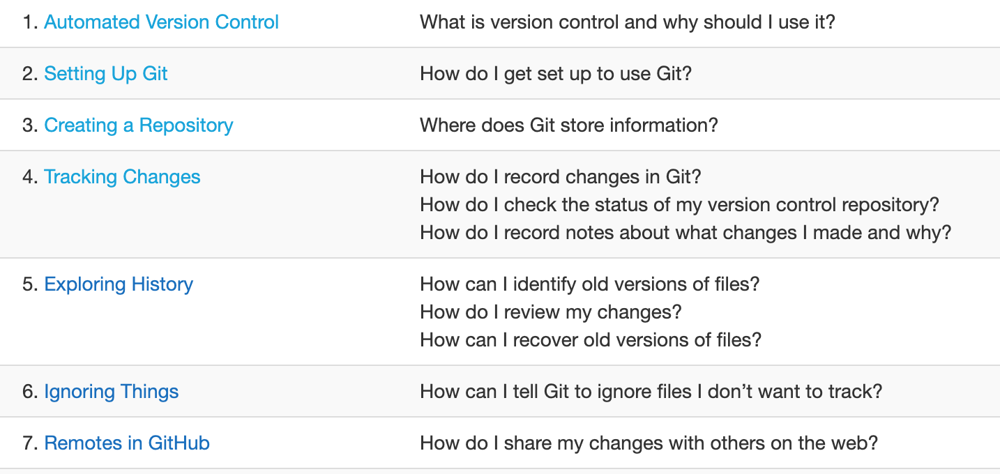 1. Automated Version Control What is version control and why should I use it?
2. Setting Up Git How do I get set up to use Git?
3. Creating a Repository Where does Git store information?
4. Tracking Changes How do I record changes in Git?
How do I check the status of my version control repository?
How do I record notes about what changes I made and why?
5. Exploring History How can I identify old versions of files?
How do I review my changes?
How can I recover old versions of files?
6. Ignoring Things How can I tell Git to ignore files I don’t want to track?
7. Remotes in GitHub How do I share my changes with others on the web?